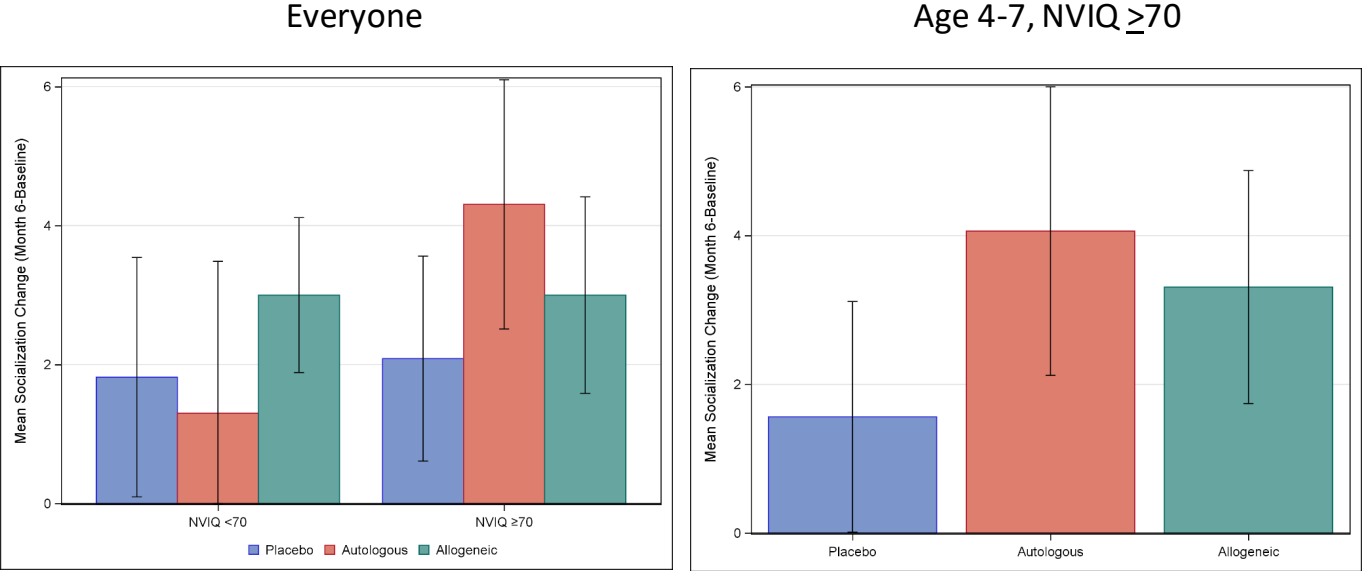 Everyone
Mean Socialization Change (Month 6-Baseline)
6
4
2
0
NVIQ <70
NVIQ ≥70
Placebo Autologous Allogeneic
Age 4-7, NVIQ ≥70
Mean Socialization Change (Month 6-Baseline)
6
4
2
0
Placebo Autologous Allogeneic